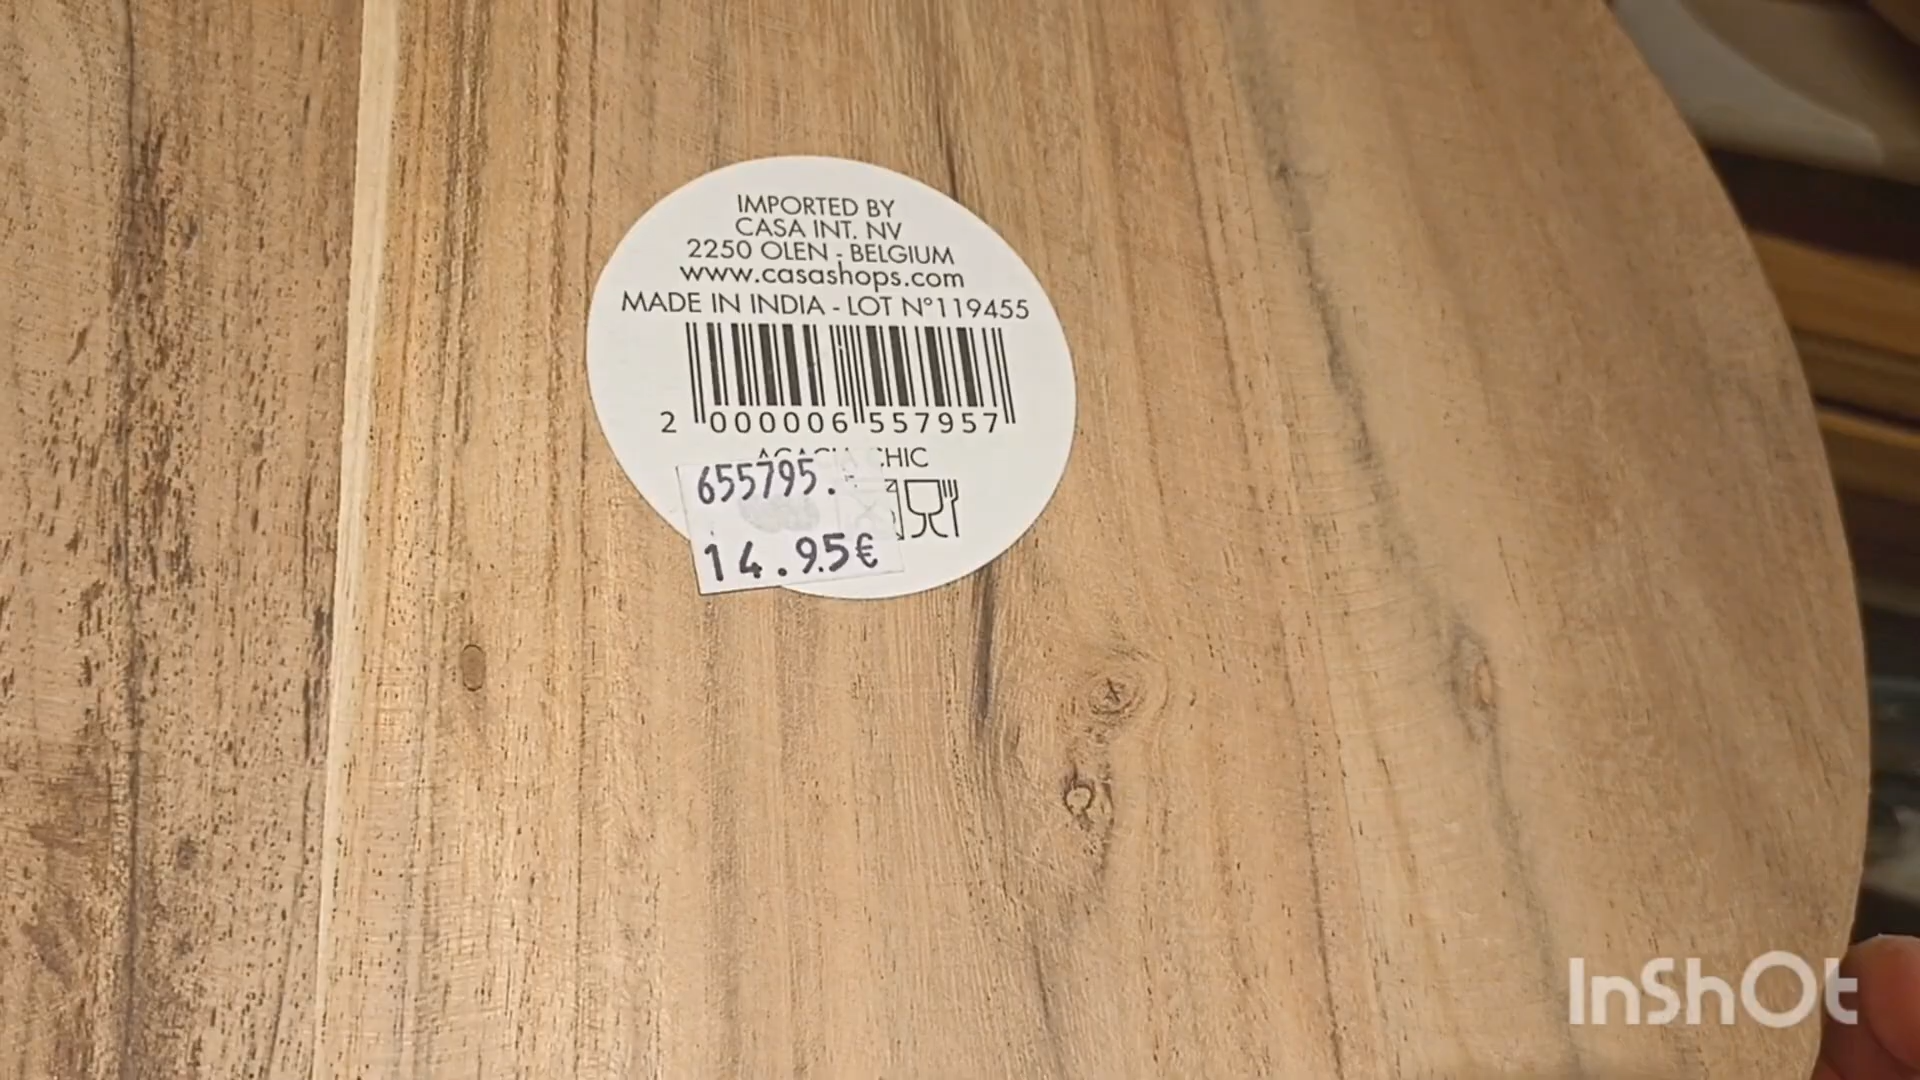 IMPORTED BY
CASA INT. NV
2250 OLEN - BELGIUM
www.casashops.com
MADE IN INDIA - LOT N°119455
2 000006 557957
ACACIA CHIC
655795.
14.95€
InShOt